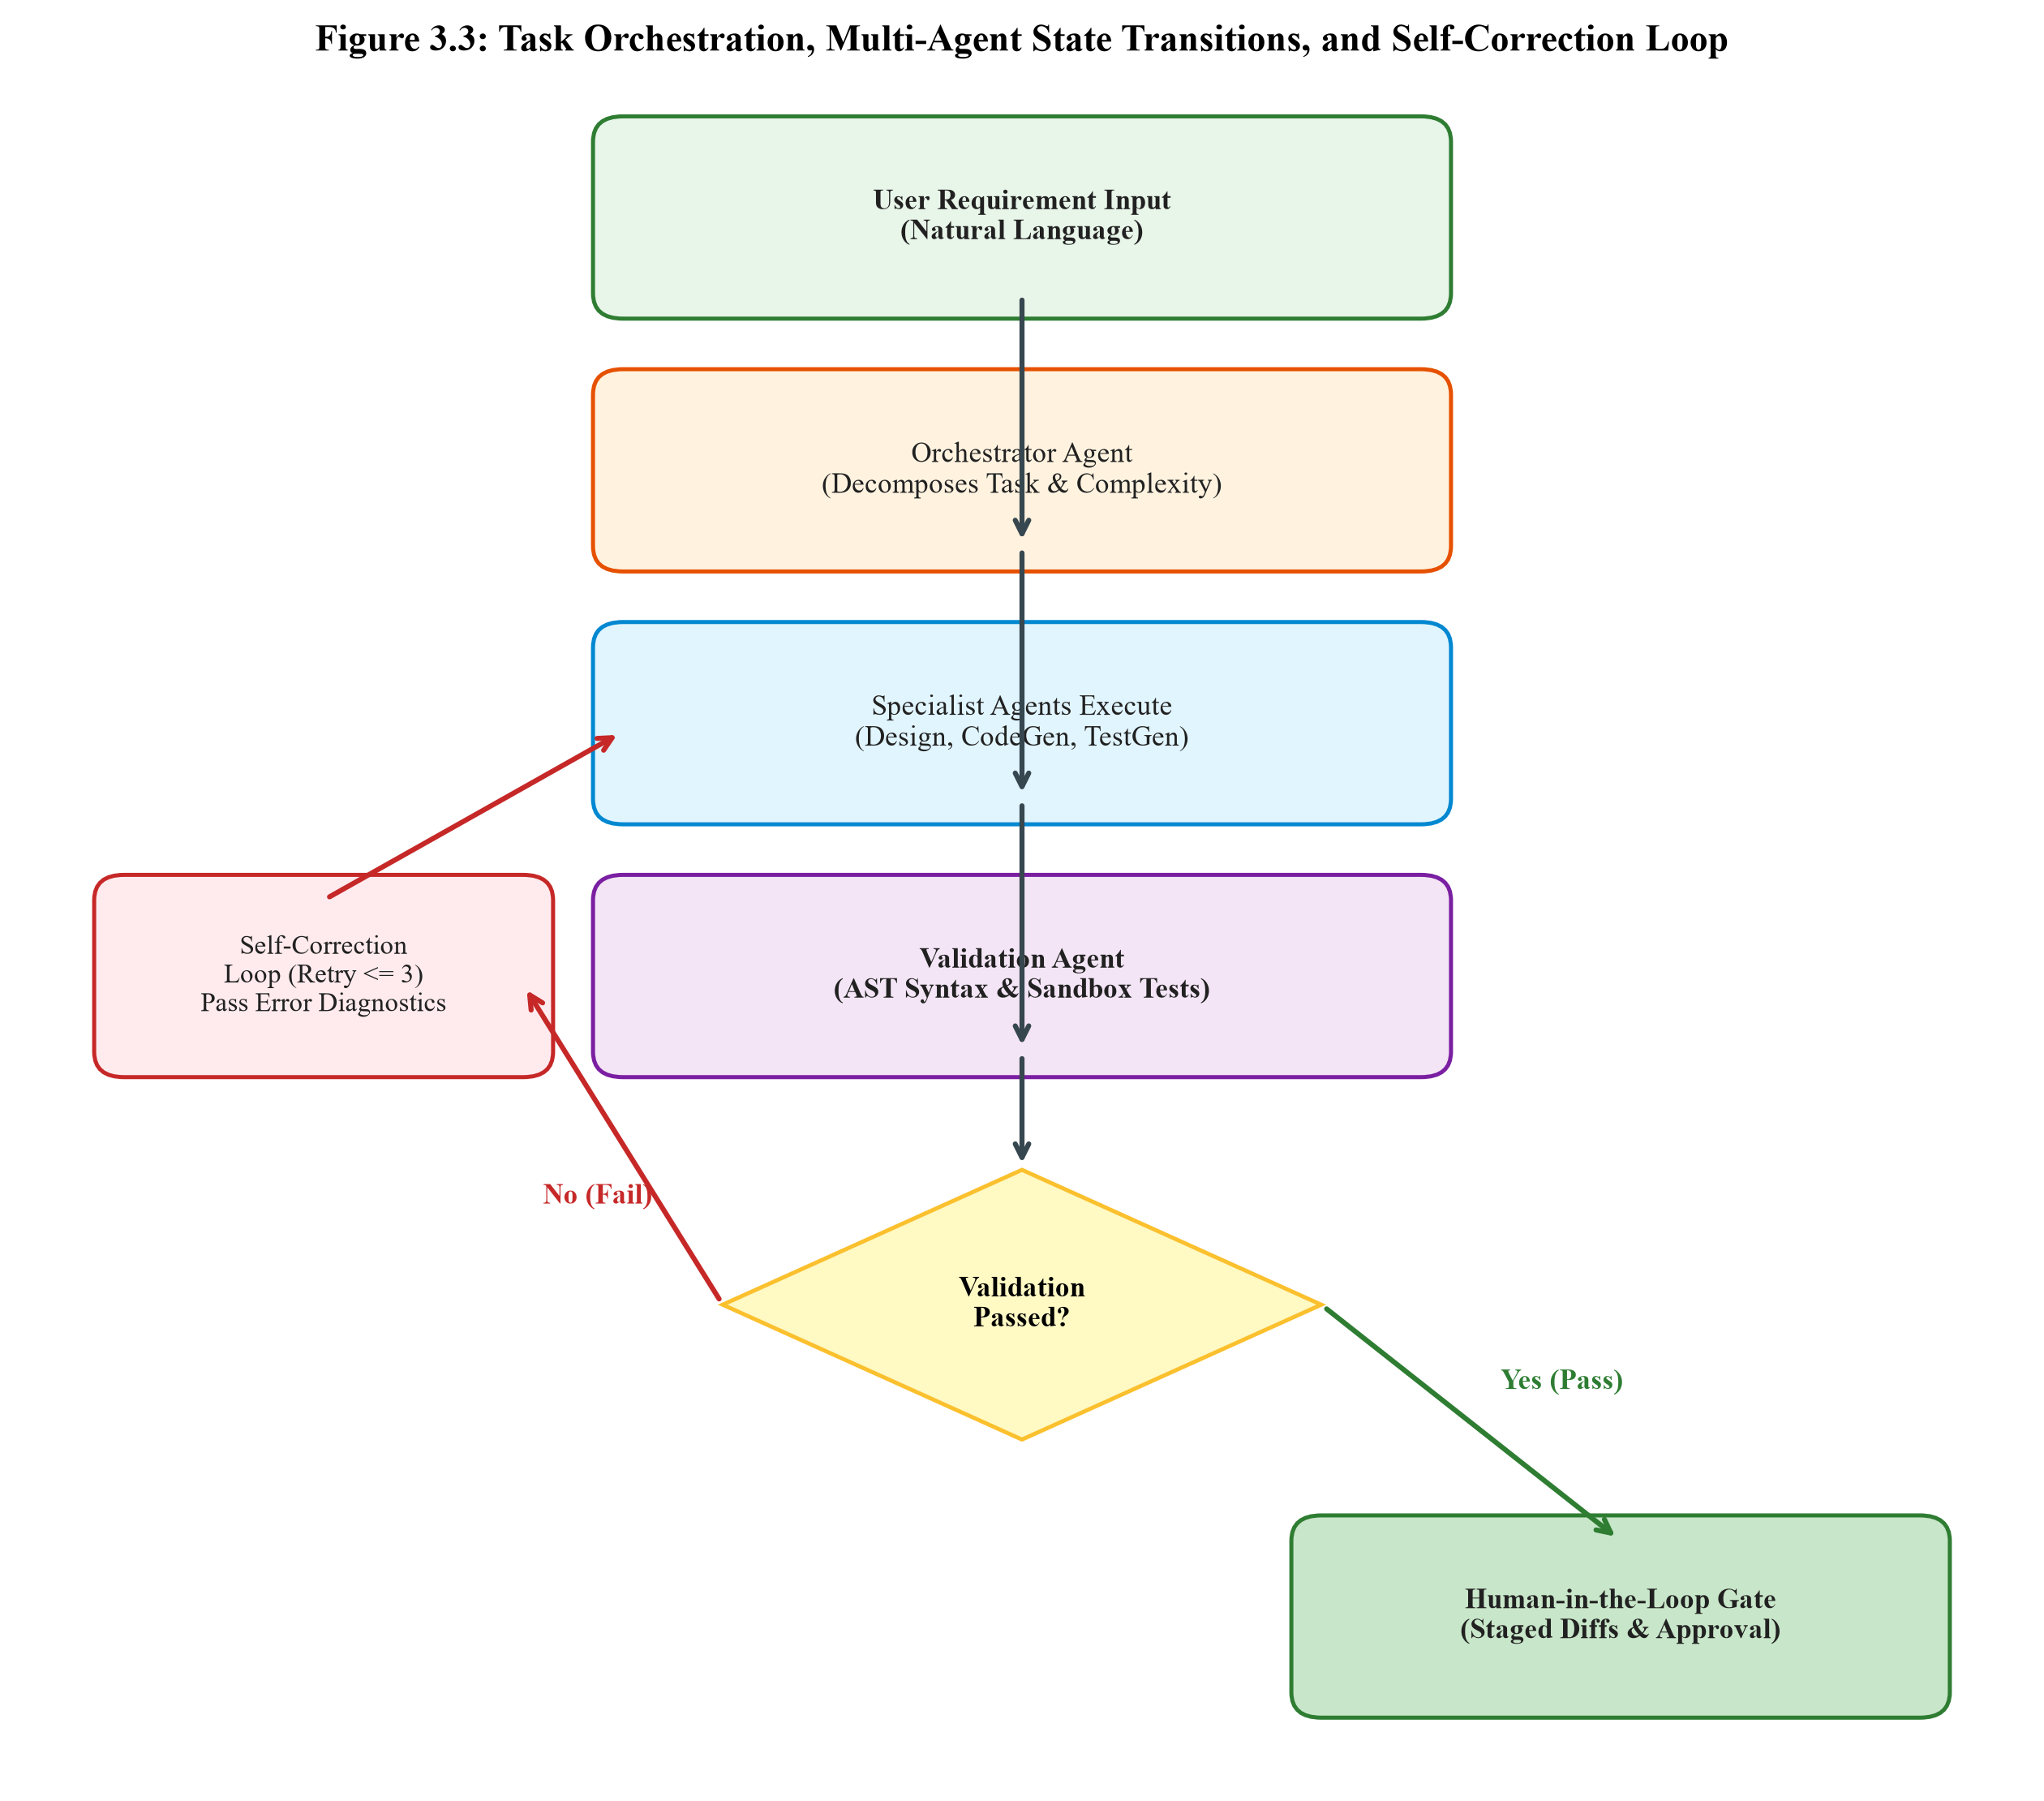 Figure 3.3: Task Orchestration, Multi-Agent State Transitions, and Self-Correction Loop
User Requirement Input
(Natural Language)
Orchestrator Agent
(Decomposes Task & Complexity)
Specialist Agents Execute
(Design, CodeGen, TestGen)
Self-Correction
Loop (Retry <= 3)
Pass Error Diagnostics
Validation Agent
(AST Syntax & Sandbox Tests)
No (Fail)
Validation
Passed?
Yes (Pass)
Human-in-the-Loop Gate
(Staged Diffs & Approval)